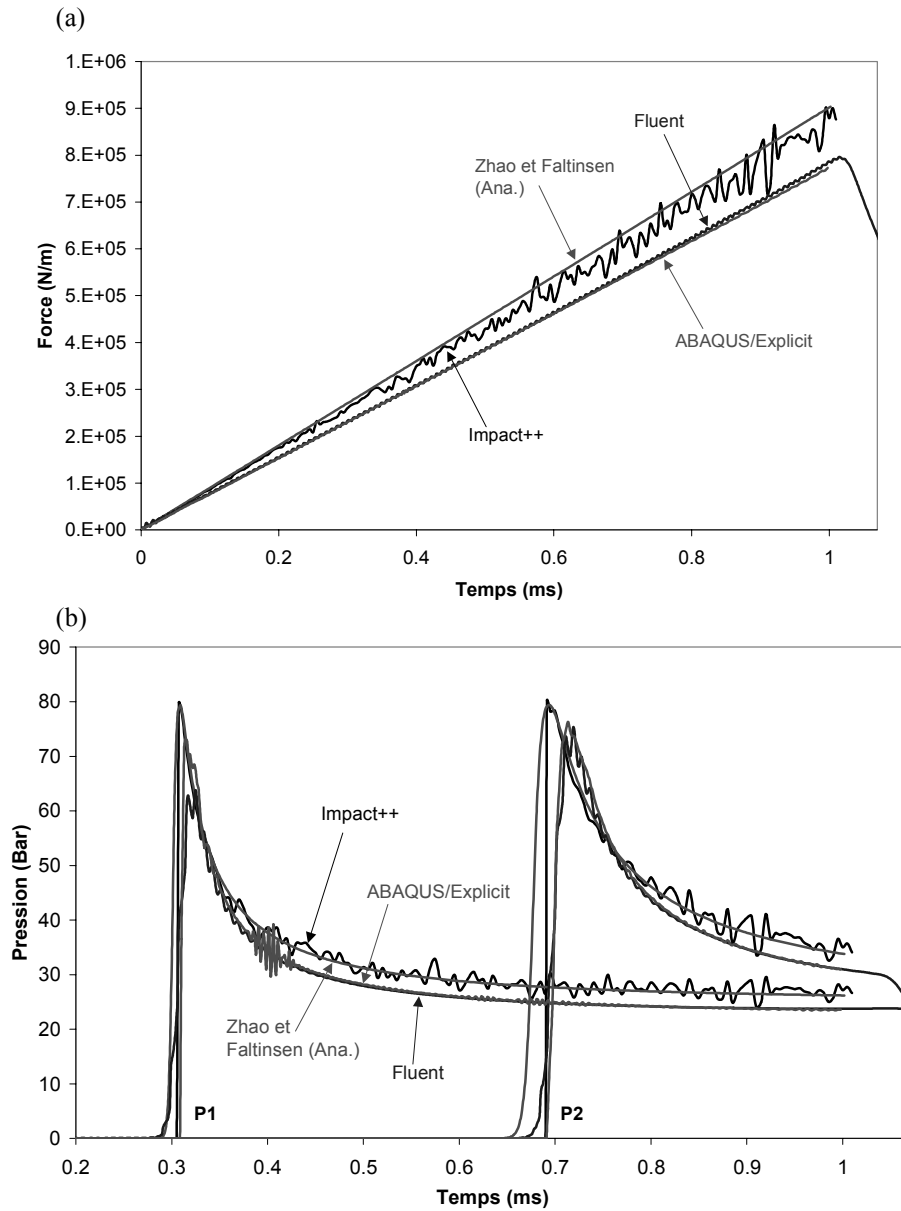 (a)
1.E+06
9.E+05
8.E+05
7.E+05
6.E+05
5.E+05
4.E+05
3.E+05
2.E+05
1.E+05
0.E+00
Force (N/m)
Fluent
Zhao et Faltinsen
(Ana.)
ABAQUS/Explicit
Impact++
0
0.2
0.4
0.6
0.8
1
Temps (ms)
(b)
90
80
70
60
50
40
30
20
10
0
Pression (Bar)
Impact++
ABAQUS/Explicit
Zhao et
Faltinsen (Ana.)
Fluent
P1
P2
0.2
0.3
0.4
0.5
0.6
0.7
0.8
0.9
1
Temps (ms)